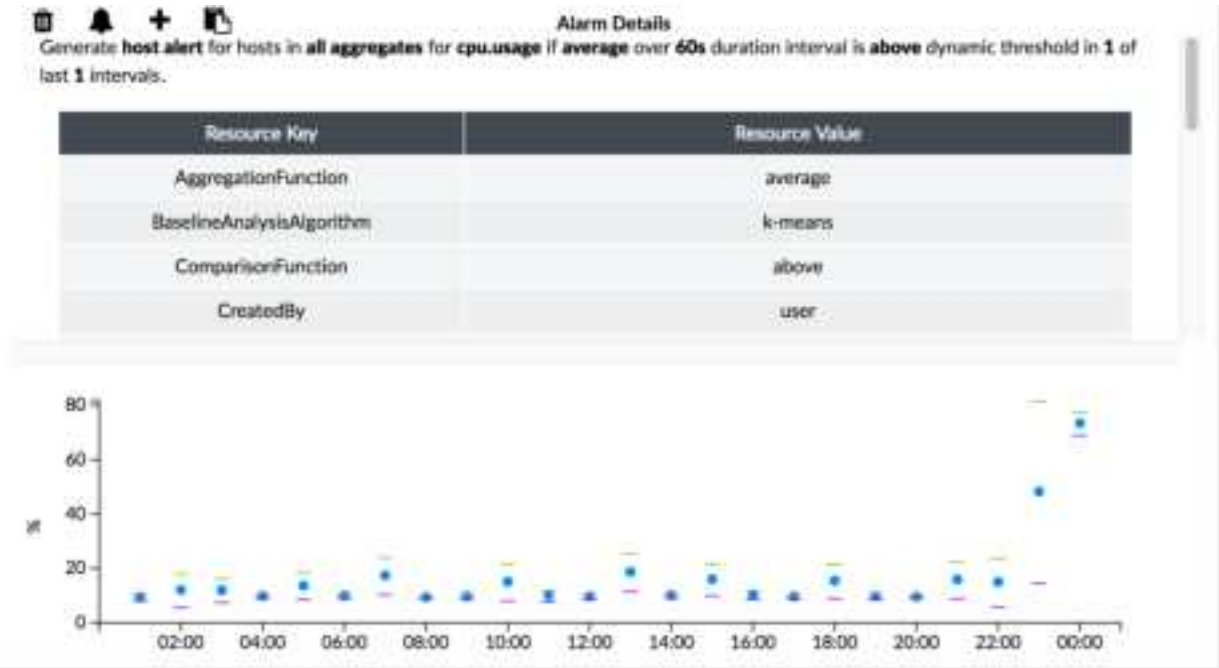 Alarm Details
Generate host alert for hosts in all aggregates for cpu.usage if average over 60s duration interval is above dynamic threshold in 1 of
last 1 intervals.
Resource Key Resource Value
AggregationFunction average
BaselineAnalysisAlgorithm k-means
ComparisonFunction above
CreatedBy user
80
60
40
20
0
%
02:00 04:00 06:00 08:00 10:00 12:00 14:00 16:00 18:00 20:00 22:00 00:00